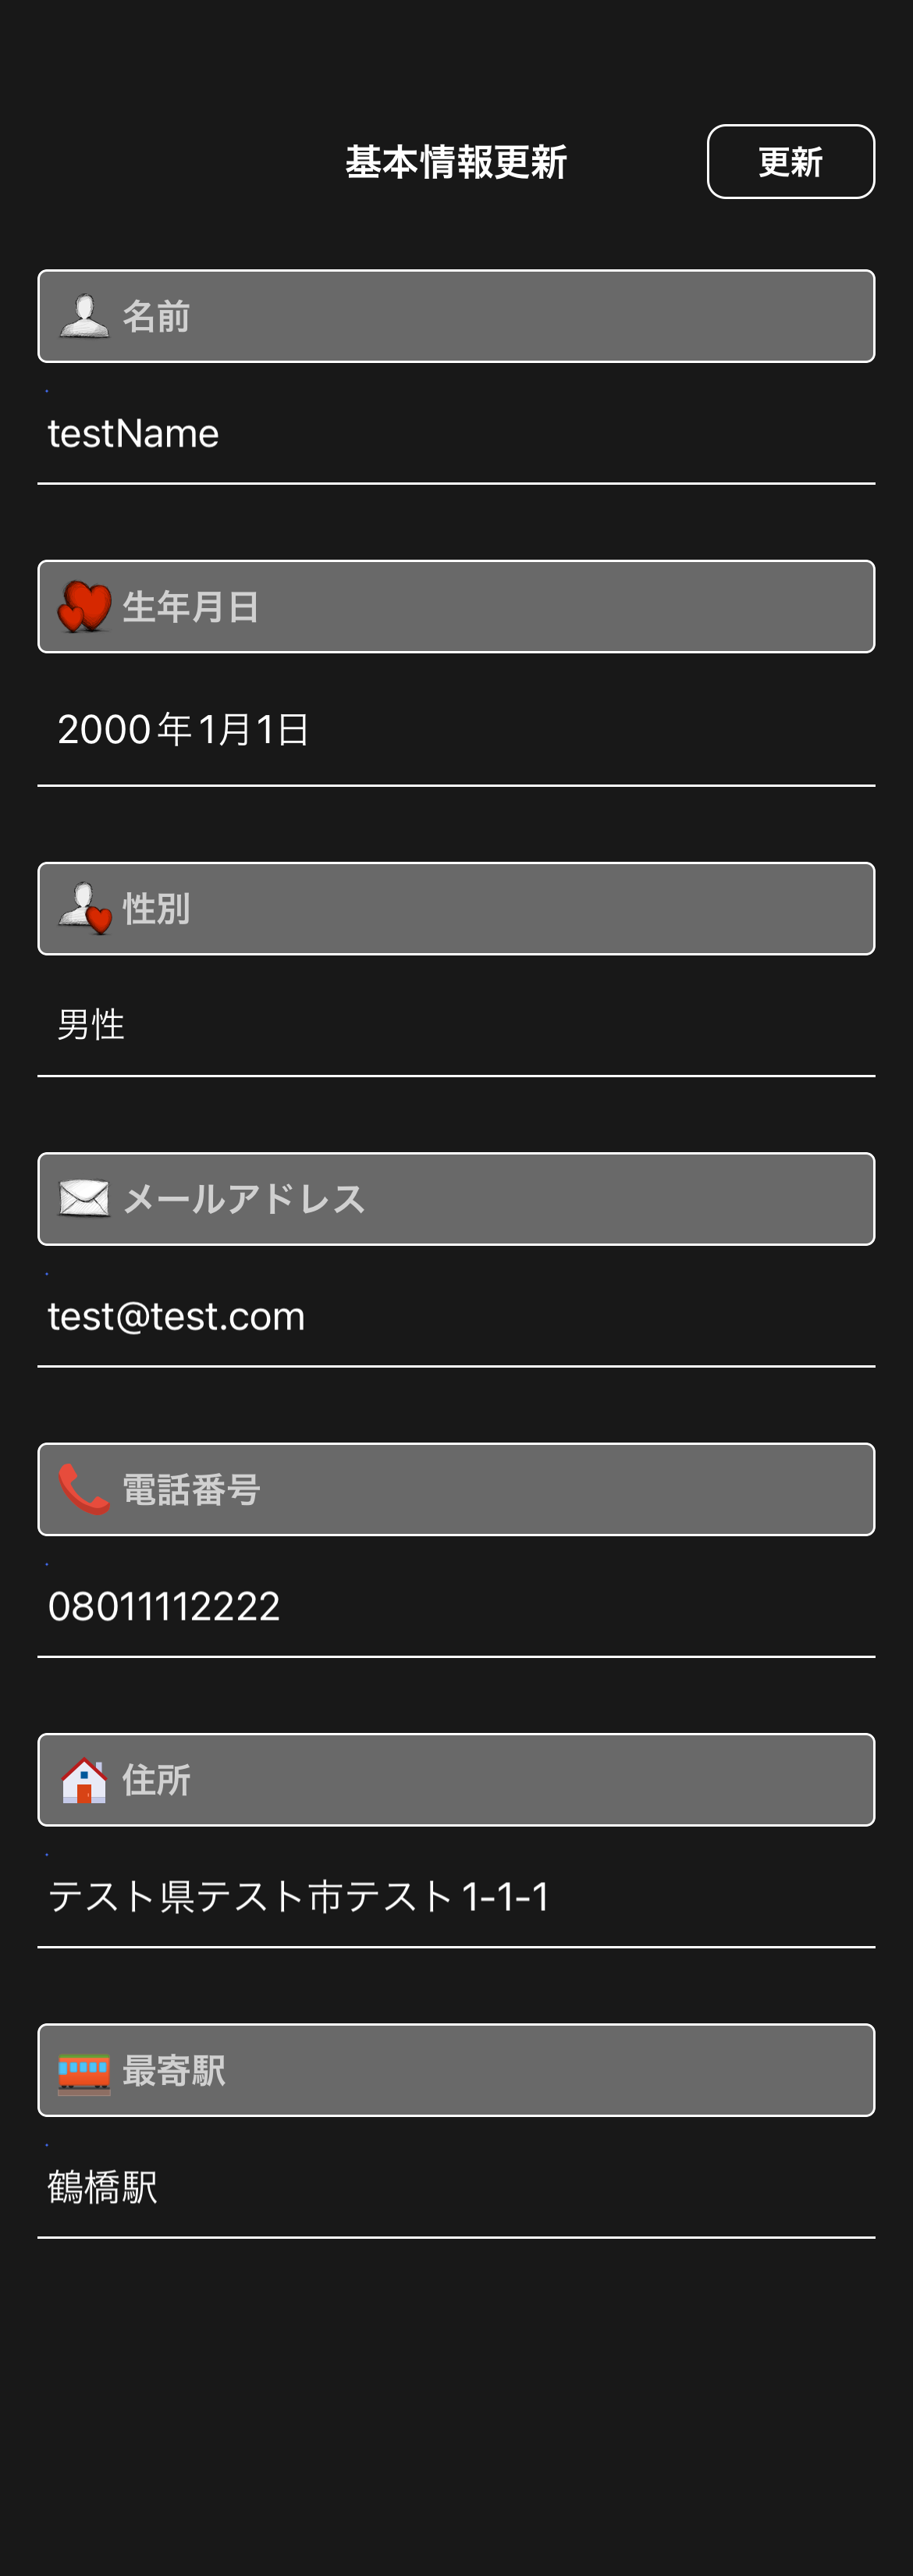 基本情報更新
更新
名前
testName
生年月日
2000年1月1日
性別
男性
メールアドレス
test@test.com
電話番号
08011112222
住所
テスト県テスト市テスト1-1-1
最寄駅
鶴橋駅